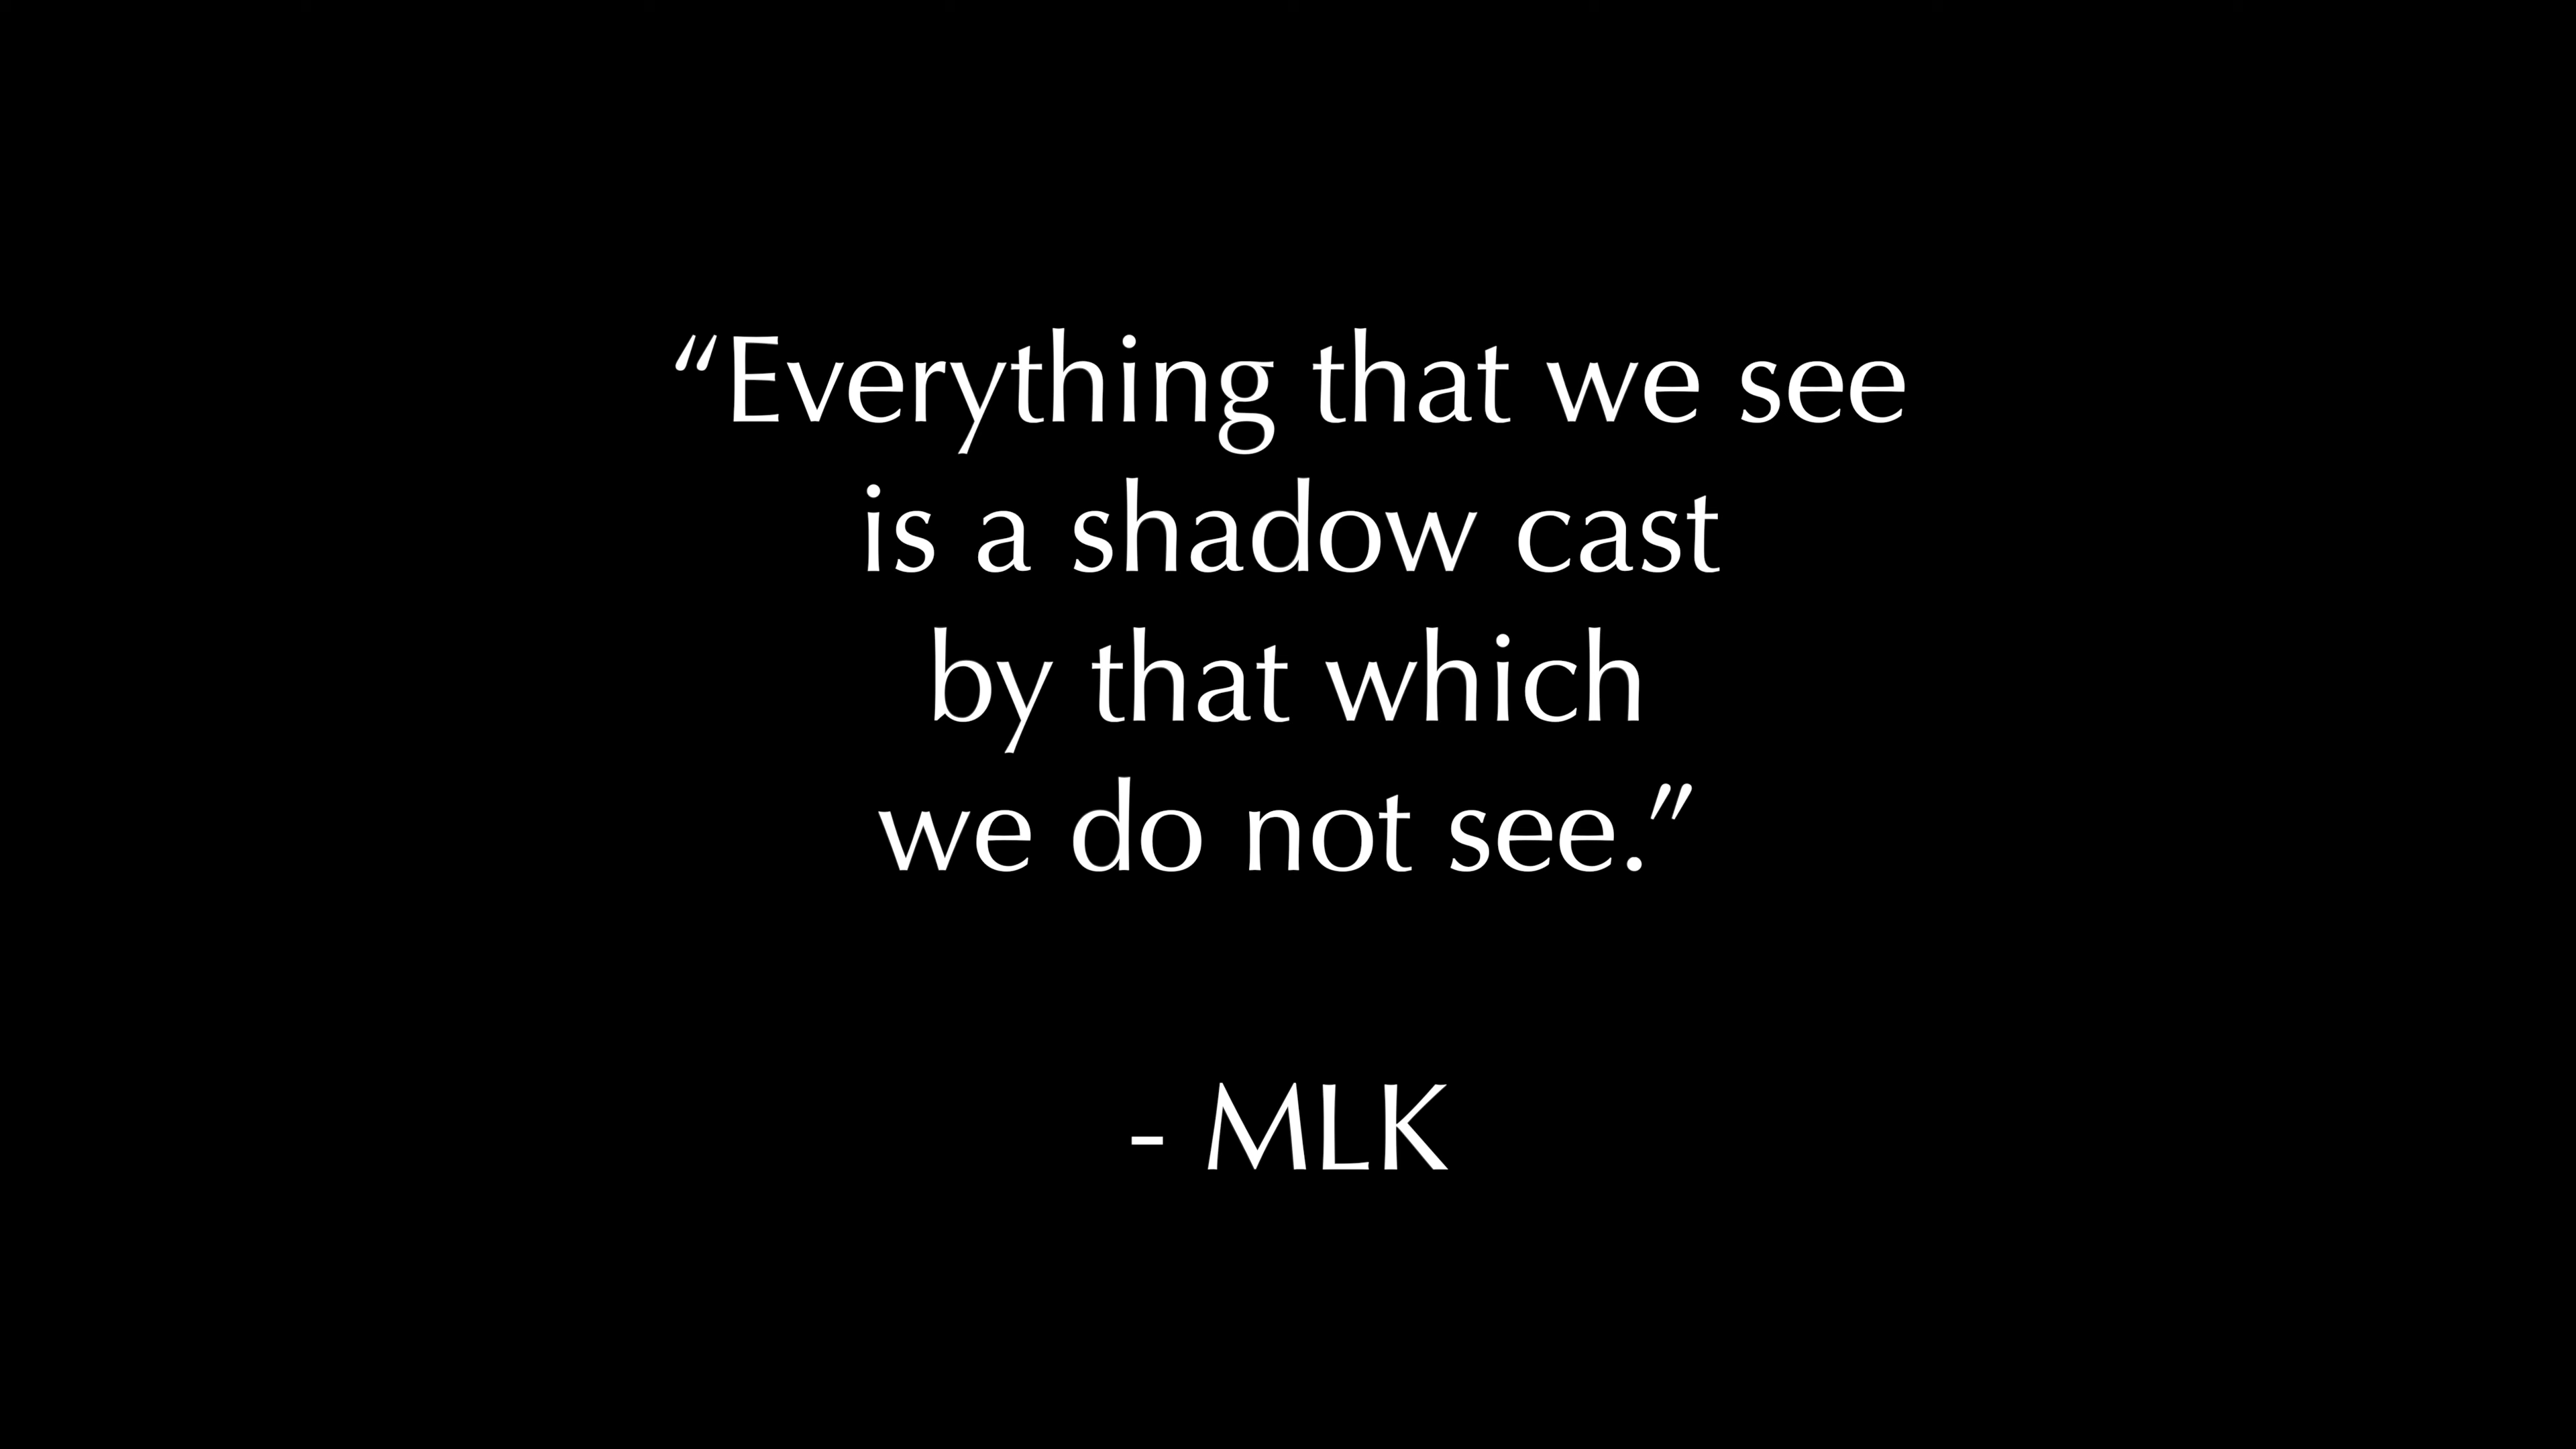 “Everything that we see
is a shadow cast
by that which
we do not see.”
- MLK